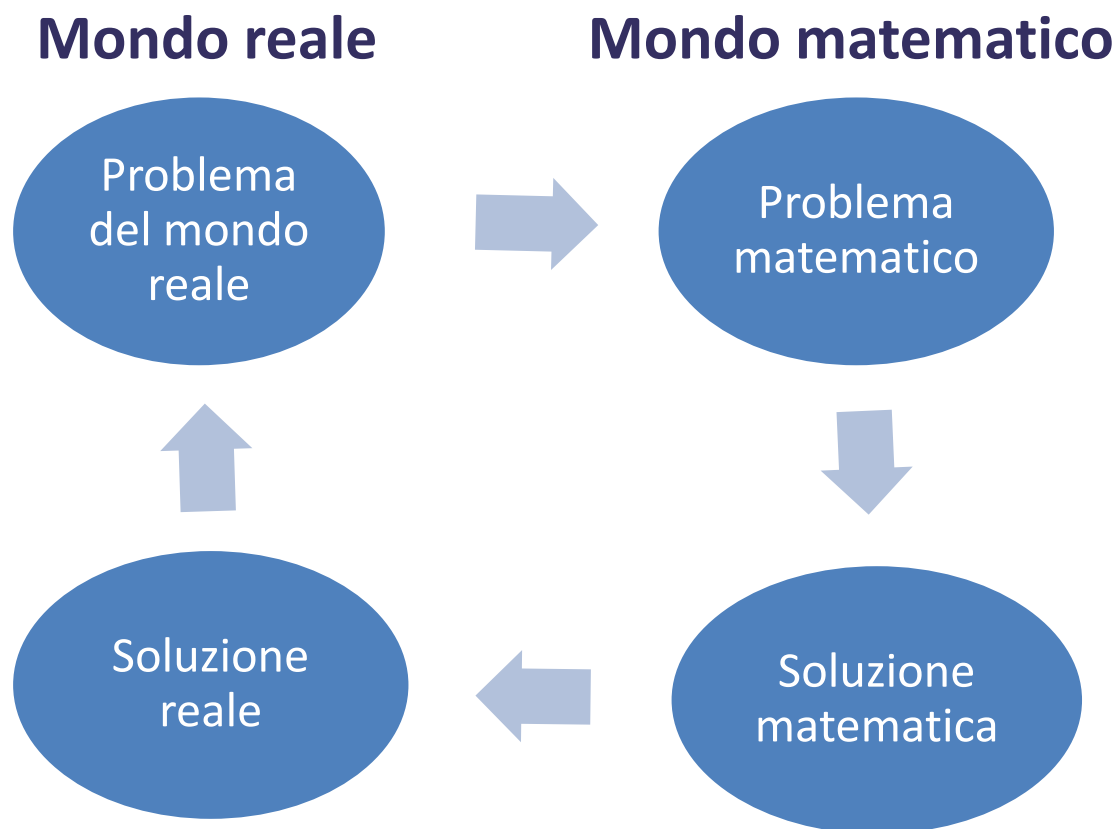 Mondo reale
Mondo matematico
Problema
del mondo
reale
Problema
matematico
Soluzione
reale
Soluzione
matematica